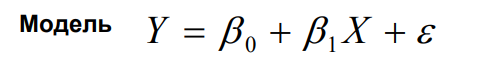 Модель Y = β₀ + β₁X + ε